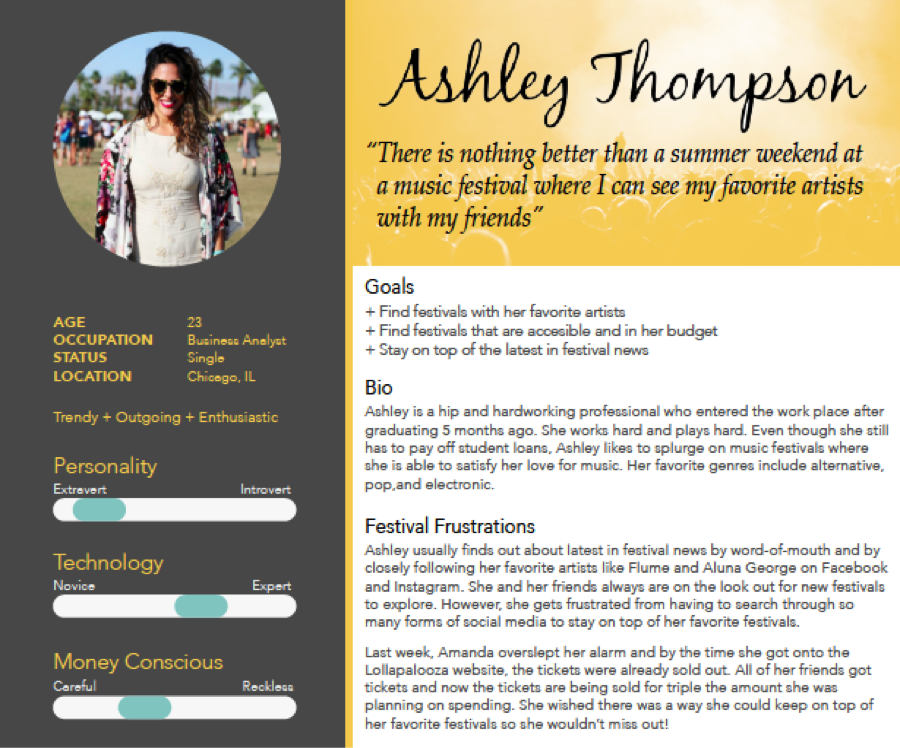 Ashley Thompson
“There is nothing better than a summer weekend at
a music festival where I can see my favorite artists
with my friends”
AGE 23
OCCUPATION Business Analyst
STATUS Single
LOCATION Chicago, IL
Trendy + Outgoing + Enthusiastic
Personality
Extravert Introvert
Technology
Novice Expert
Money Conscious
Careful Reckless
Goals
+ Find festivals with her favorite artists
+ Find festivals that are accesible and in her budget
+ Stay on top of the latest in festival news
Bio
Ashley is a hip and hardworking professional who entered the work place after
graduating 5 months ago. She works hard and plays hard. Even though she still
has to pay off student loans, Ashley likes to splurge on music festivals where
she is able to satisfy her love for music. Her favorite genres include alternative,
pop,and electronic.
Festival Frustrations
Ashley usually finds out about latest in festival news by word-of-mouth and by
closely following her favorite artists like Flume and Aluna George on Facebook
and Instagram. She and her friends always are on the look out for new festivals
to explore. However, she gets frustrated from having to search through so
many forms of social media to stay on top of her favorite festivals.
Last week, Amanda overslept her alarm and by the time she got onto the
Lollapalooza website, the tickets were already sold out. All of her friends got
tickets and now the tickets are being sold for triple the amount she was
planning on spending. She wished there was a way she could keep on top of
her favorite festivals so she wouldn’t miss out!